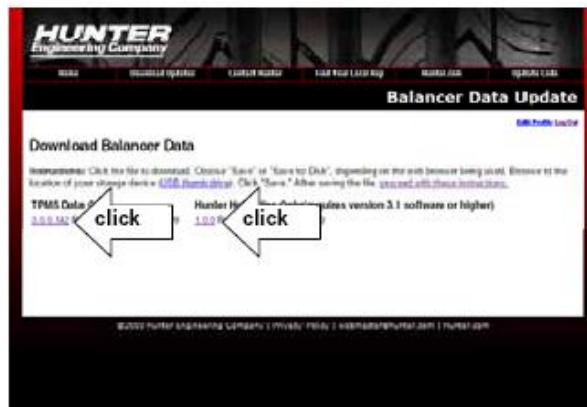 HUNTER
Engineering Company
Home Download Updates Contact Hunter Find Your Local Rep Hunter.com Update Code
Balancer Data Update
Edit Profile Log Out
Download Balancer Data
Instructions: Click the file to download. Choose "Save" or "Save to Disk", depending on the web browser being used. Browse to the
location of your storage device (USB thumb drive). Click "Save." After saving the file, proceed with these instructions.
TPMS Data Hunter version 3.1 software or higher)
click click
1.0.0
©2009 Hunter Engineering Company | Privacy Policy | webmaster@hunter.com | hunter.com